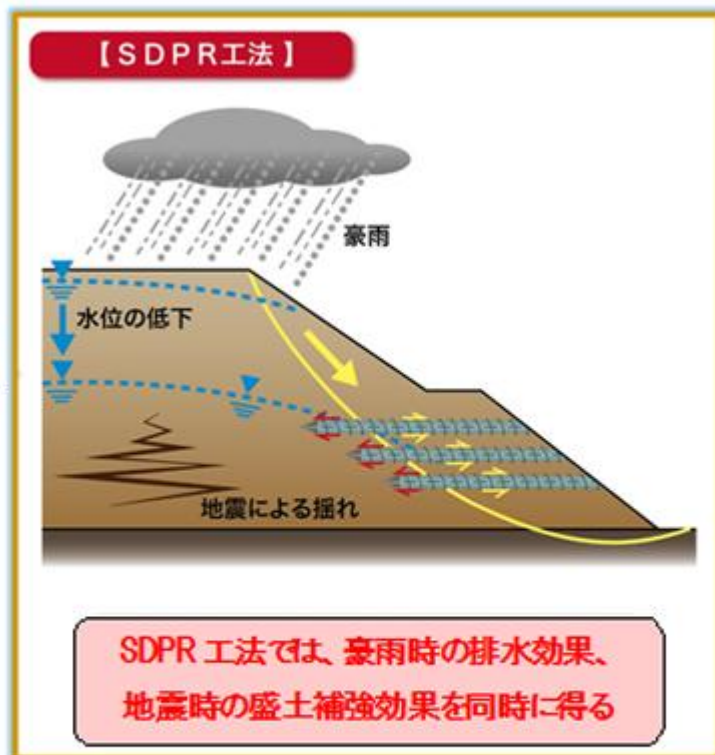 【SDPR工法】
豪雨
水位の低下
地震による揺れ
SDPR 工法では、豪雨時の排水効果、
地震時の盛土補強効果を同時に得る